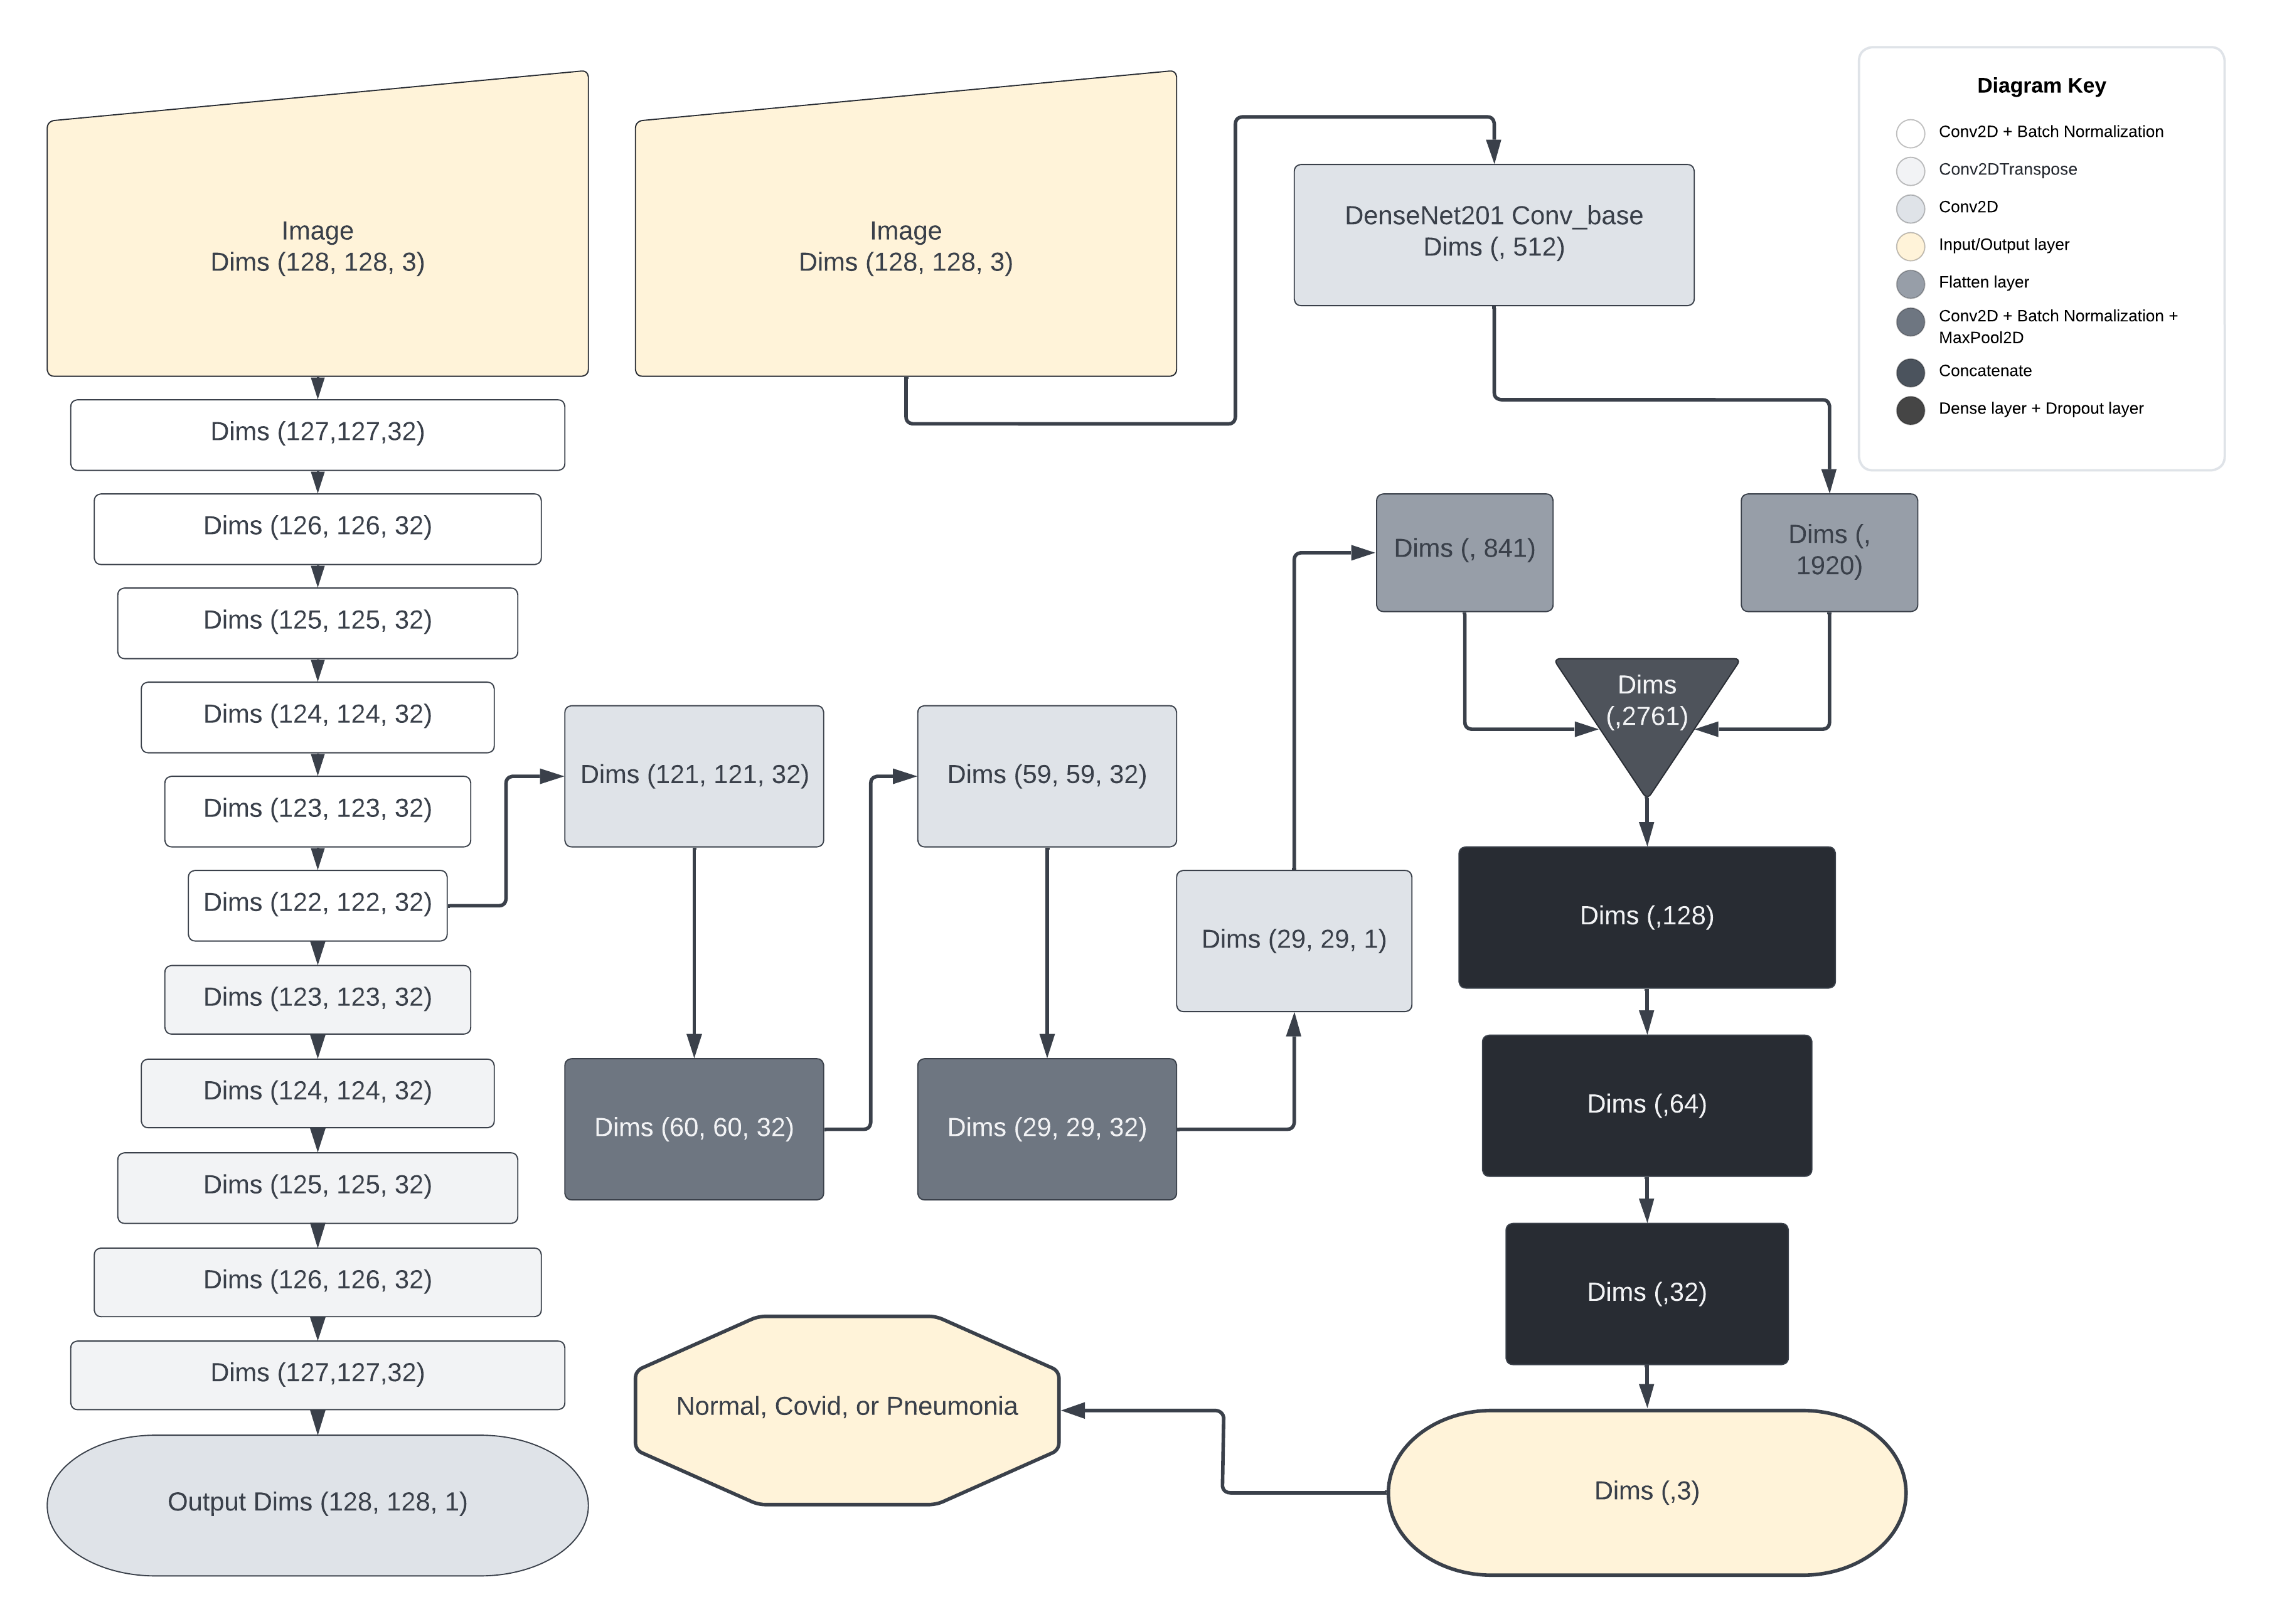 Image
Dims (128, 128, 3)
Dims (127,127,32)
Dims (126, 126, 32)
Dims (125, 125, 32)
Dims (124, 124, 32)
Dims (123, 123, 32)
Dims (122, 122, 32)
Dims (123, 123, 32)
Dims (124, 124, 32)
Dims (125, 125, 32)
Dims (126, 126, 32)
Dims (127,127,32)
Output Dims (128, 128, 1)
Dims (121, 121, 32)
Dims (60, 60, 32)
Dims (59, 59, 32)
Dims (29, 29, 32)
Dims (29, 29, 1)
Image
Dims (128, 128, 3)
DenseNet201 Conv_base
Dims (, 512)
Dims (, 841)
Dims (,
1920)
Dims
(,2761)
Dims (,128)
Dims (,64)
Dims (,32)
Dims (,3)
Normal, Covid, or Pneumonia
Diagram Key
Conv2D + Batch Normalization
Conv2DTranspose
Conv2D
Input/Output layer
Flatten layer
Conv2D + Batch Normalization +
MaxPool2D
Concatenate
Dense layer + Dropout layer